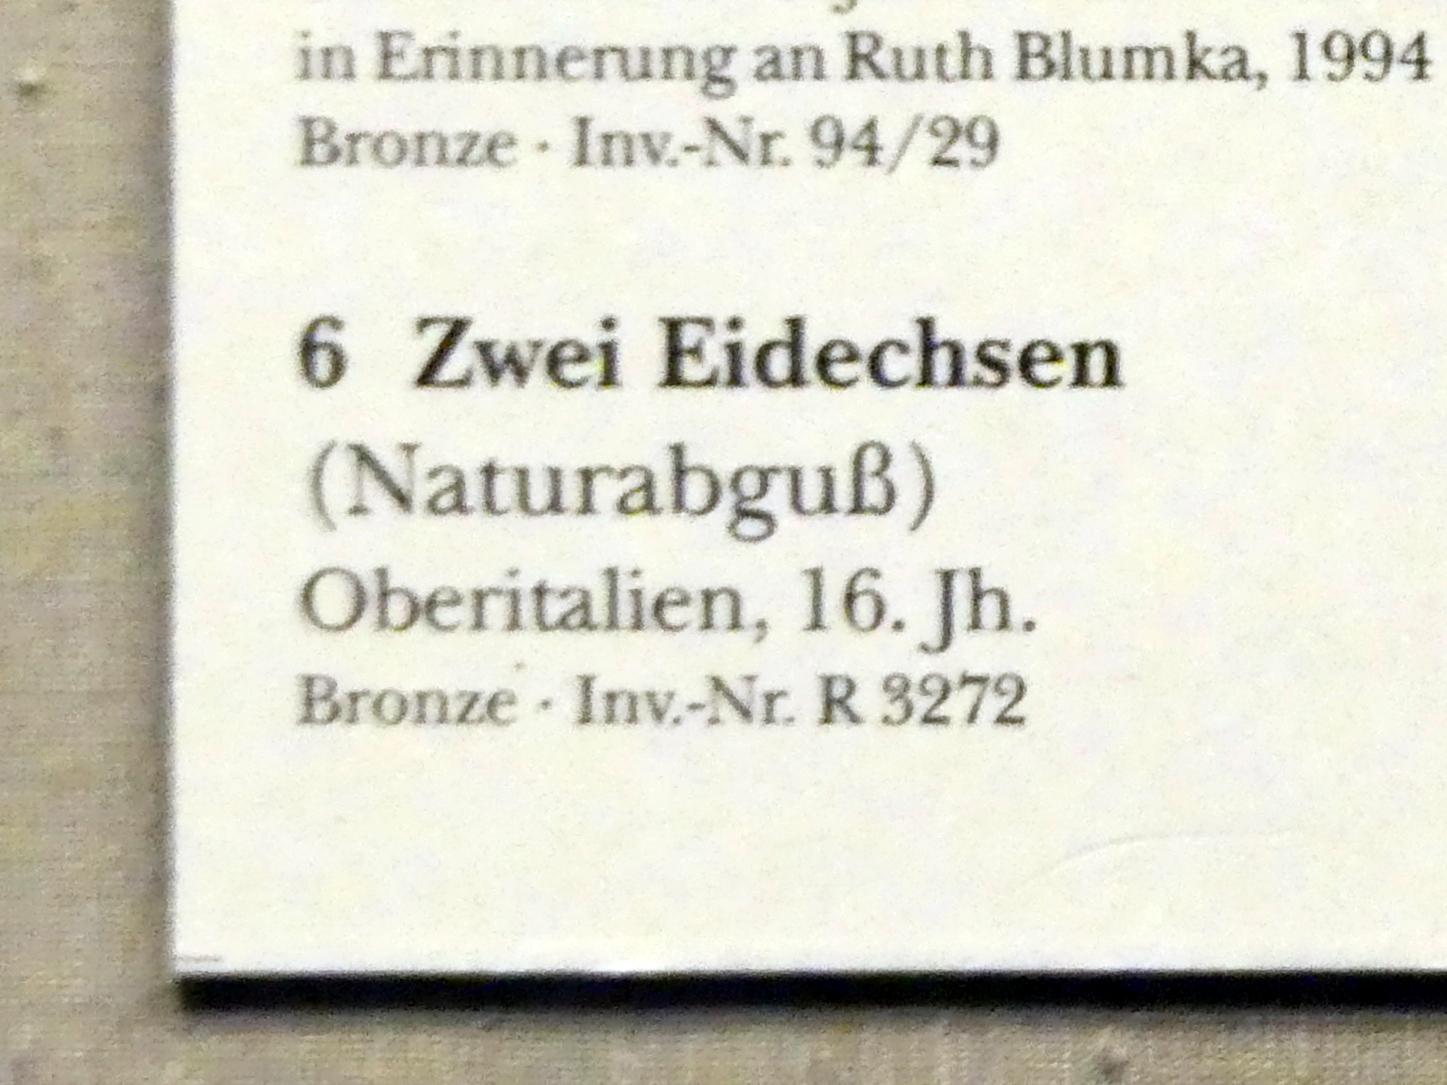 in Erinnerung an Ruth Blumka, 1994
Bronze · Inv.-Nr. 94/29
6 Zwei Eidechsen
(Naturabguß)
Oberitalien, 16. Jh.
Bronze · Inv.-Nr. R 3272